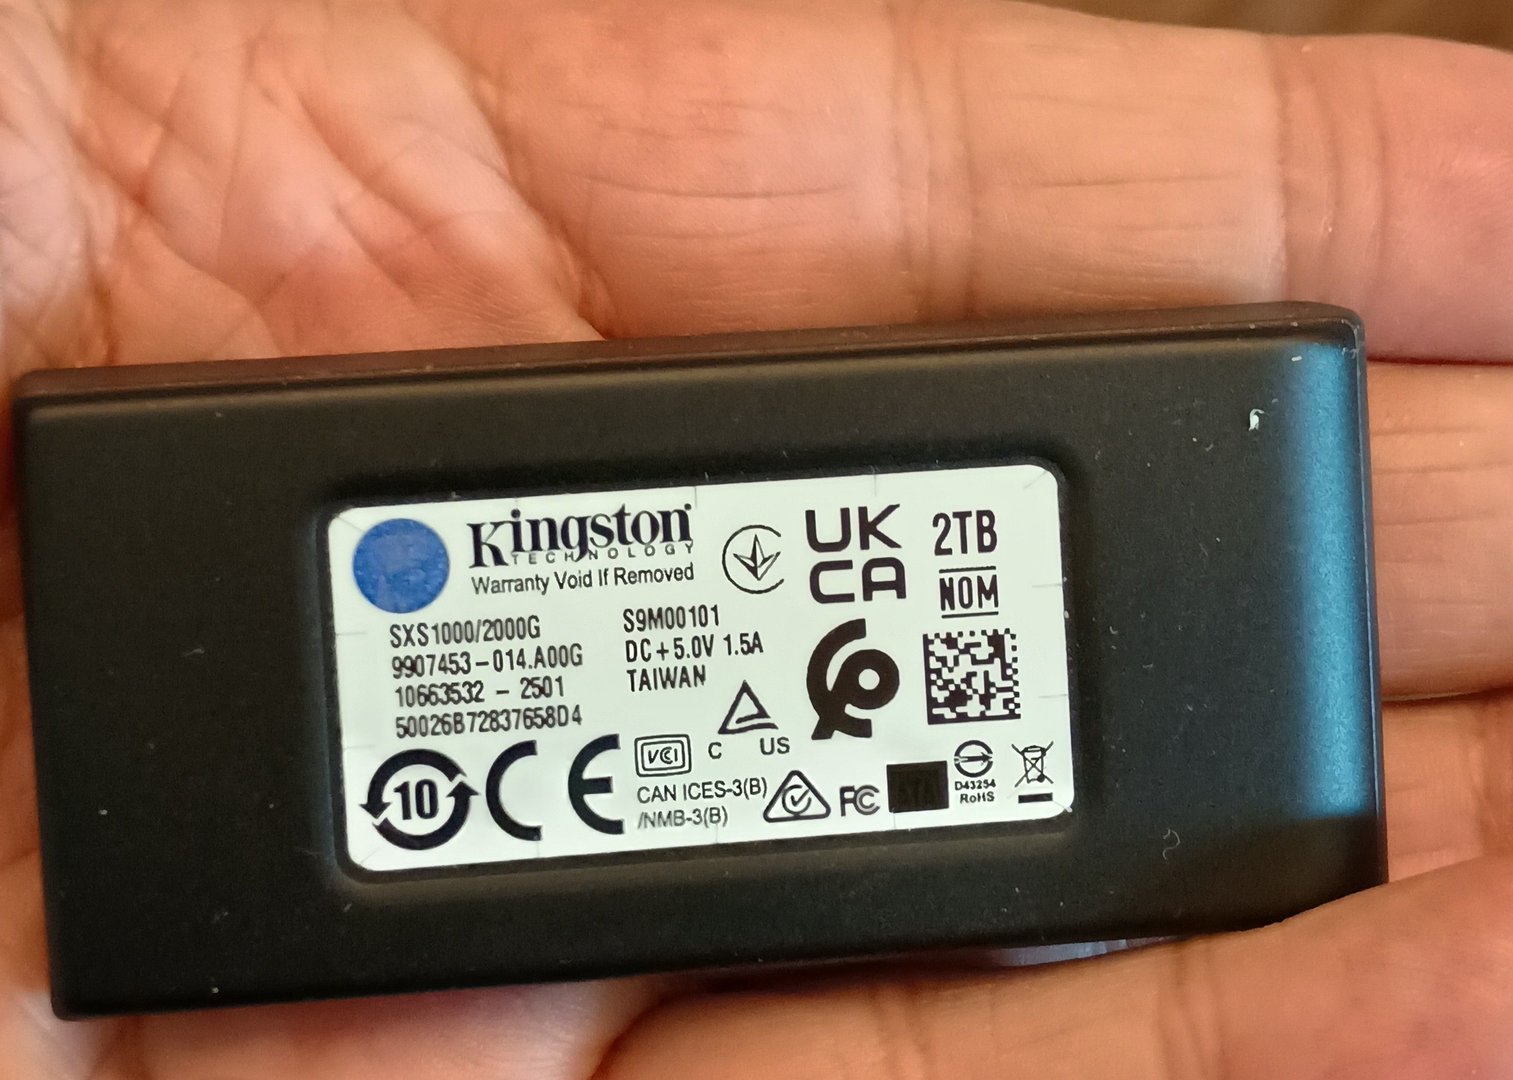 Kingston
TECHNOLOGY
Warranty Void If Removed
UK
CA
2TB
NOM
SXS1000/2000G
9907453-014.A00G
10663532 - 2501
50026B72837658D4
S9M00101
DC+5.0V 1.5A
TAIWAN
C US
10
CE
VCI
CAN ICES-3(B)
/NMB-3(B)
FC
D43254
RoHS